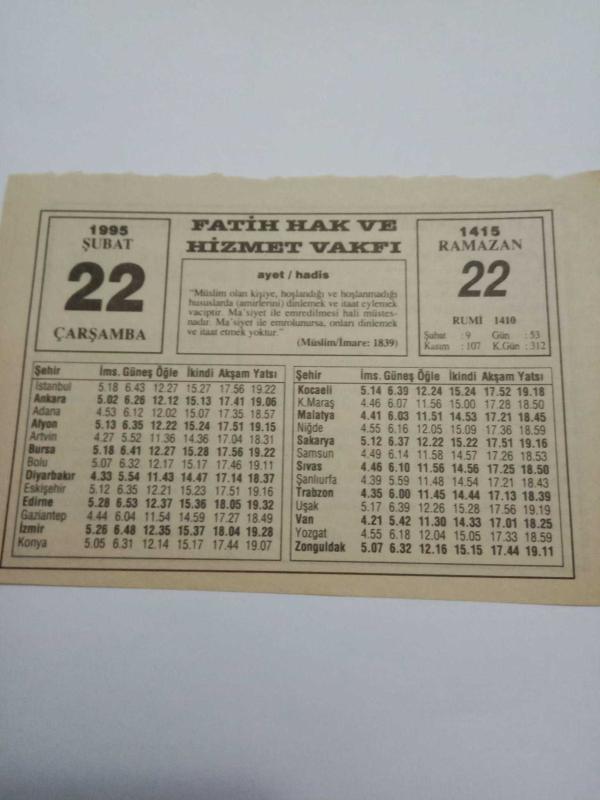 1995
ŞUBAT
22
ÇARŞAMBA
FATİH HAK VE
HİZMET VAKFI
ayet / hadis
"Müslim olan kişiye, hoşlandığı ve hoşlanmadığı
hususlarda (amirlerini) dinlemek ve itaat eylemek
vaciptir. Ma'siyet ile emredilmesi hali müstes-
nadır. Ma'siyet ile emrolunursa, onları dinlemek
ve itaat etmek yoktur."
(Müslim/İmare: 1839)
1415
RAMAZAN
22
RUMİ 1410
Şubat : 9 Gün : 53
Kasım : 107 K.Gün : 312
Şehir İms. Güneş Öğle İkindi Akşam Yatsı
İstanbul 5.18 6.43 12.27 15.27 17.56 19.22
Ankara 5.02 6.26 12.12 15.13 17.41 19.06
Adana 4.53 6.12 12.02 15.07 17.35 18.57
Afyon 5.13 6.35 12.22 15.24 17.51 19.15
Artvin 4.27 5.52 11.36 14.36 17.04 18.31
Bursa 5.18 6.41 12.27 15.28 17.56 19.22
Bolu 5.07 6.32 12.17 15.17 17.46 19.11
Diyarbakır 4.33 5.54 11.43 14.47 17.14 18.37
Eskişehir 5.12 6.35 12.21 15.23 17.51 19.16
Edirne 5.28 6.53 12.37 15.36 18.05 19.32
Gaziantep 4.44 6.04 11.54 14.59 17.27 18.49
İzmir 5.26 6.48 12.35 15.37 18.04 19.28
Konya 5.05 6.31 12.14 15.17 17.44 19.07
Şehir İms. Güneş Öğle İkindi Akşam Yatsı
Kocaeli 5.14 6.39 12.24 15.24 17.52 19.18
K.Maraş 4.46 6.07 11.56 15.00 17.28 18.50
Malatya 4.41 6.03 11.51 14.53 17.21 18.45
Niğde 4.55 6.16 12.05 15.09 17.36 18.59
Sakarya 5.12 6.37 12.22 15.22 17.51 19.16
Samsun 4.49 6.14 11.58 14.57 17.26 18.53
Sıvas 4.46 6.10 11.56 14.56 17.25 18.50
Şanlıurfa 4.39 5.59 11.48 14.54 17.21 18.43
Trabzon 4.35 6.00 11.45 14.44 17.13 18.39
Uşak 5.17 6.39 12.26 15.28 17.56 19.19
Van 4.21 5.42 11.30 14.33 17.01 18.25
Yozgat 4.55 6.18 12.04 15.05 17.33 18.59
Zonguldak 5.07 6.32 12.16 15.15 17.44 19.11